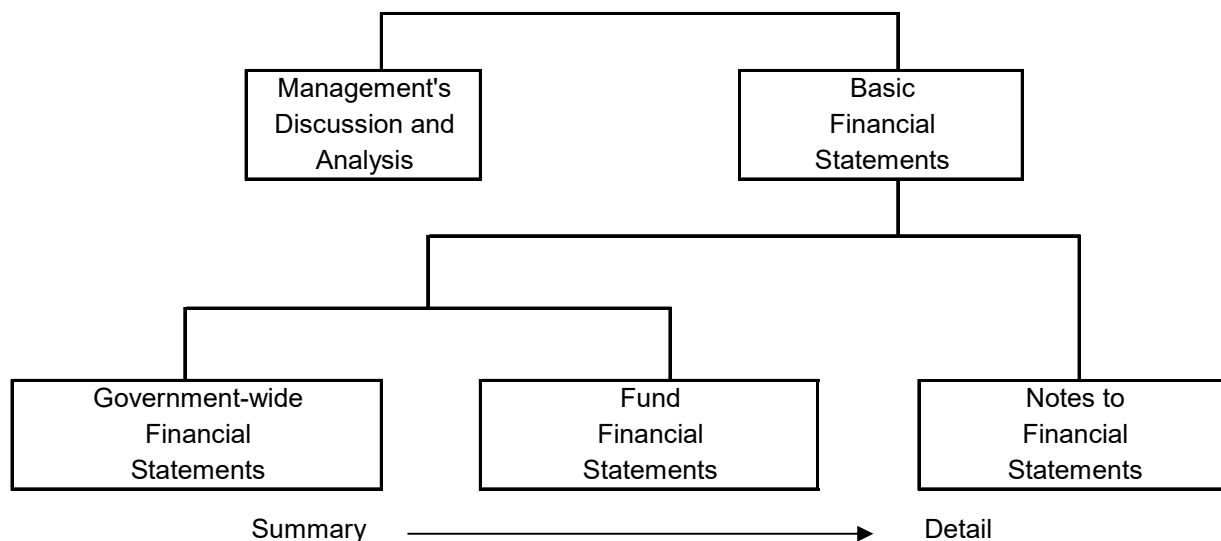 Management's
Discussion and
Analysis
Basic
Financial
Statements
Government-wide
Financial
Statements
Fund
Financial
Statements
Notes to
Financial
Statements
Summary
Detail